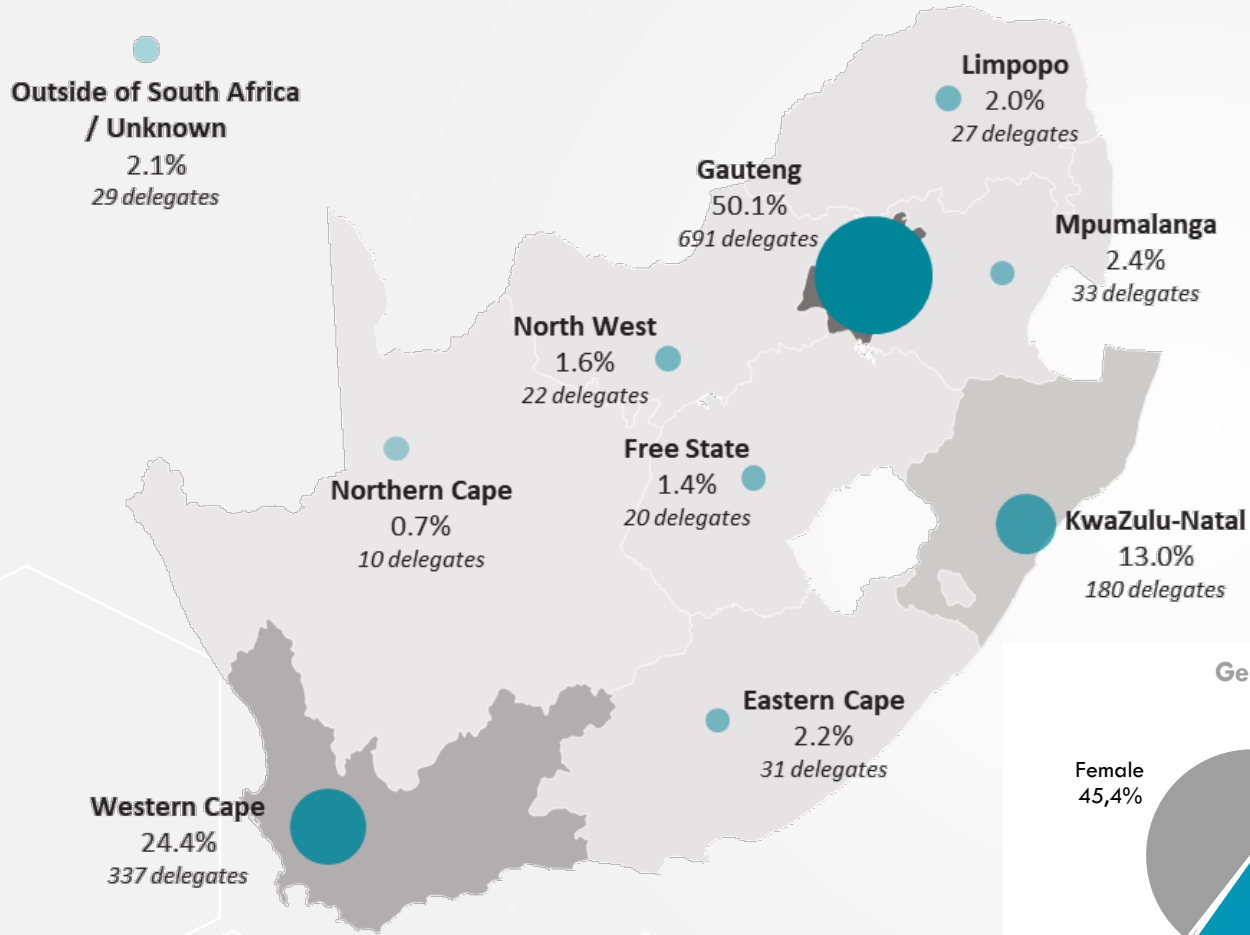 Outside of South Africa
/ Unknown
2.1%
29 delegates
Limpopo
2.0%
27 delegates
Gauteng
50.1%
691 delegates
Mpumalanga
2.4%
33 delegates
North West
1.6%
22 delegates
Free State
1.4%
20 delegates
Northern Cape
0.7%
10 delegates
KwaZulu-Natal
13.0%
180 delegates
Eastern Cape
2.2%
31 delegates
Western Cape
24.4%
337 delegates
Ge
Female
45,4%